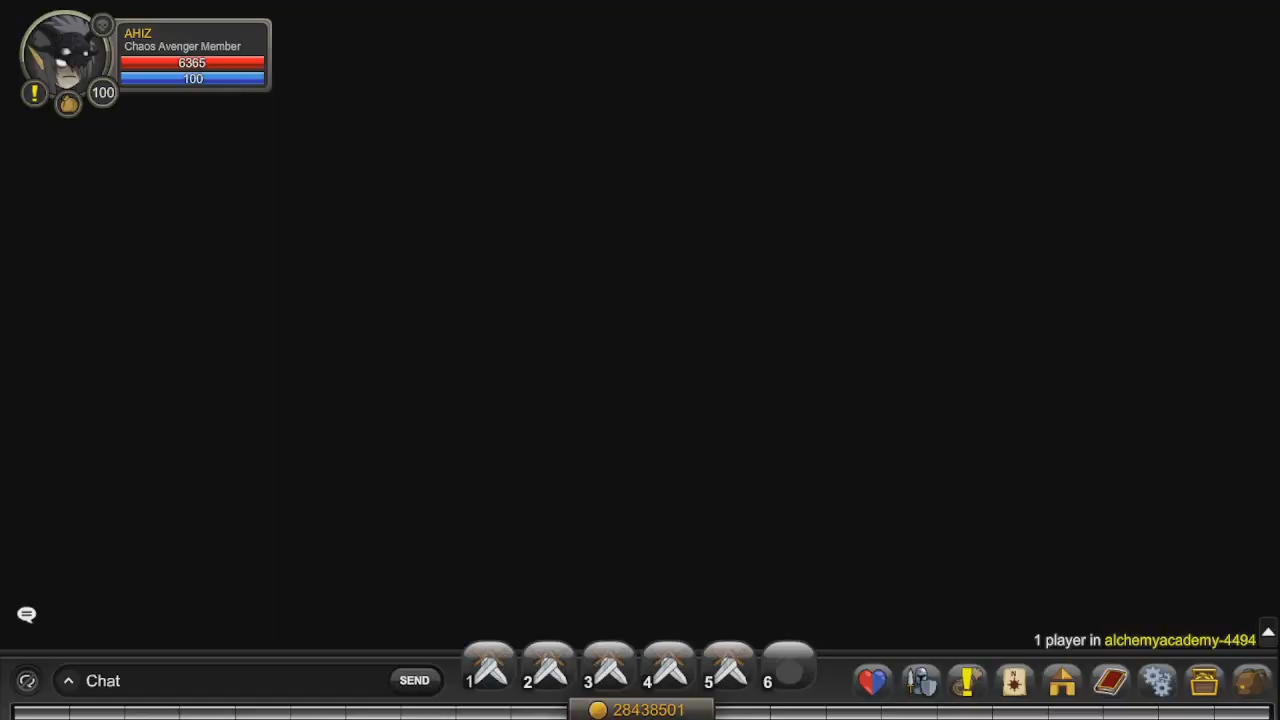 AHIZ
Chaos Avenger Member
6365
100
! 100
1 player in alchemyacademy-4494
Chat SEND 1 2 3 4 5 6 ! N
28438501